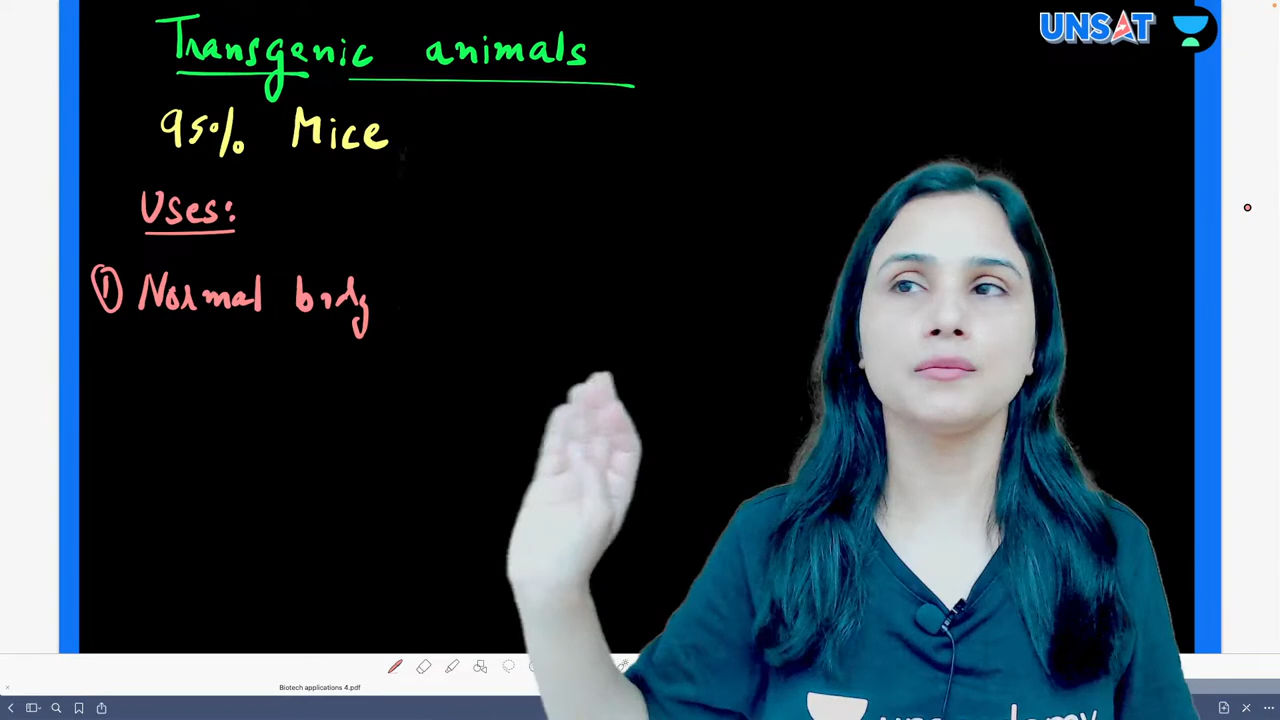 Transgenic animals
UNSAT
95% Mice
Uses:
① Normal body
Biotech applications 4.pdf